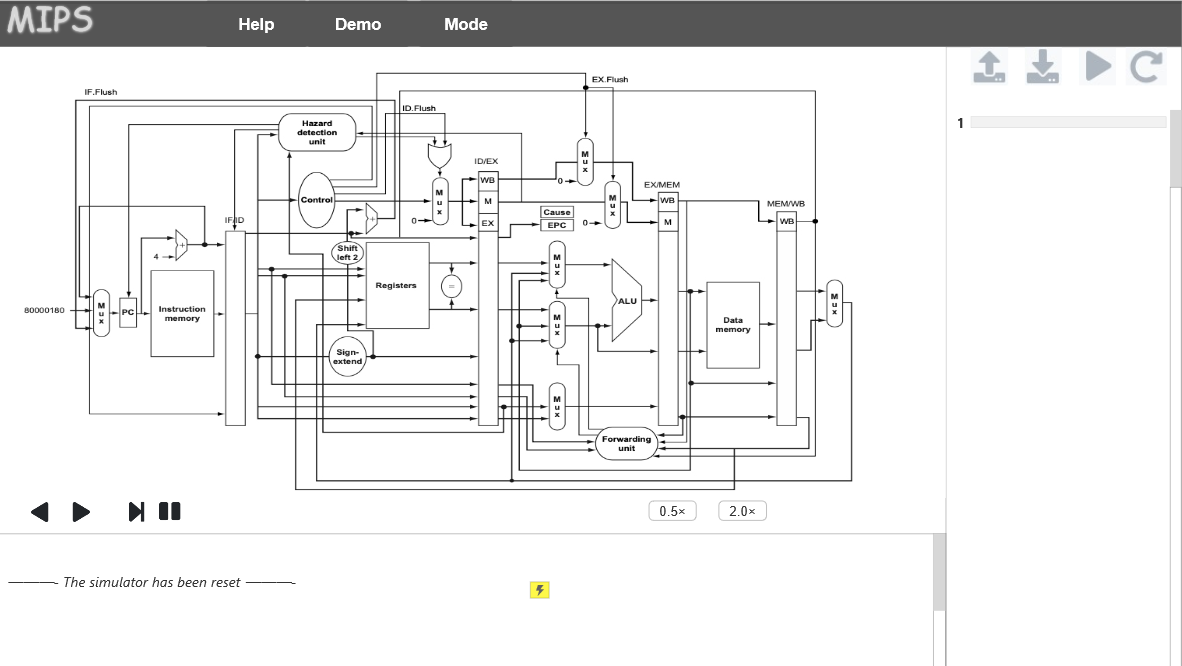 MIPS
Help
Demo
Mode
IF.Flush
EX.Flush
ID.Flush
Hazard
detection
unit
ID/EX
WB
M
EX
Control
M
u
x
0
M
u
x
0
M
u
x
0
EX/MEM
WB
M
MEM/WB
WB
Cause
EPC
IF/ID
+
4
+
Shift
left 2
Registers
=
M
u
x
ALU
80000180
M
u
x
PC
Instruction
memory
M
u
x
Data
memory
M
u
x
Sign-
extend
M
u
x
Forwarding
unit
0.5×
2.0×
1
———- The simulator has been reset ———-